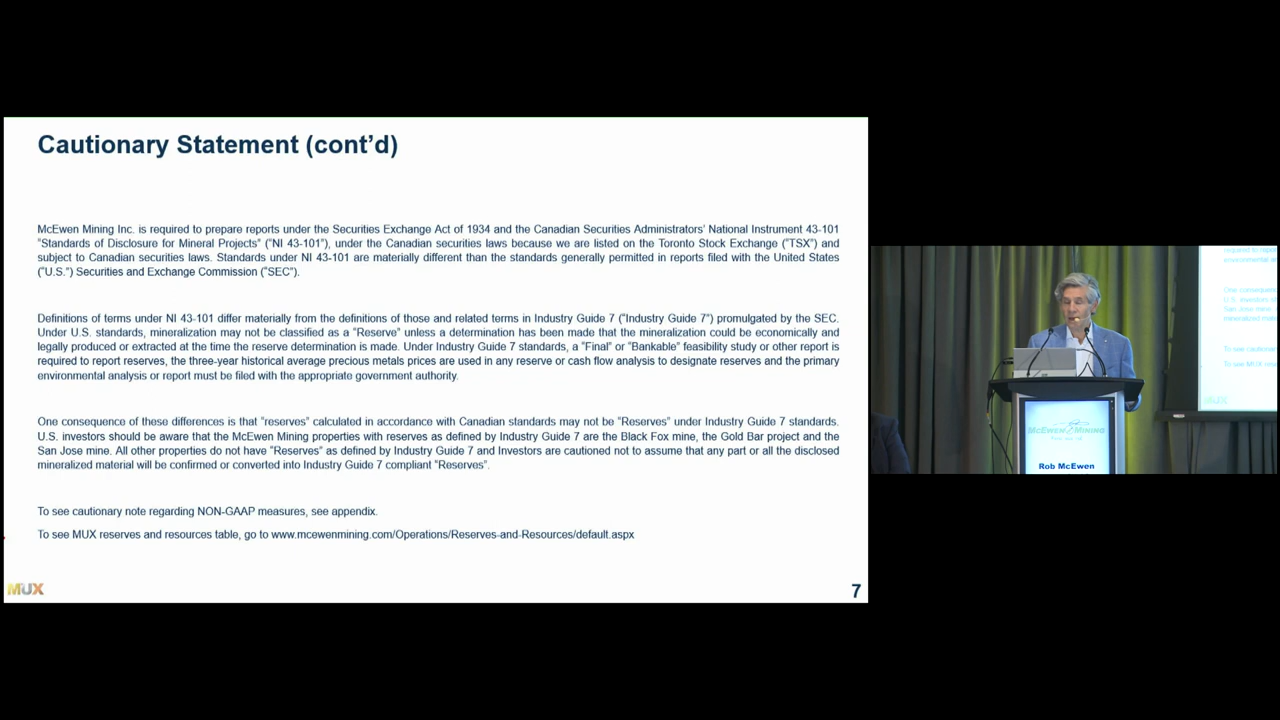 Cautionary Statement (cont'd)
McEwen Mining Inc. is required to prepare reports under the Securities Exchange Act of 1934 and the Canadian Securities Administrators' National Instrument 43-101
"Standards of Disclosure for Mineral Projects" ("NI 43-101"), under the Canadian securities laws because we are listed on the Toronto Stock Exchange ("TSX") and
subject to Canadian securities laws. Standards under NI 43-101 are materially different than the standards generally permitted in reports filed with the United States
("U.S.") Securities and Exchange Commission ("SEC").
Definitions of terms under NI 43-101 differ materially from the definitions of those and related terms in Industry Guide 7 ("Industry Guide 7") promulgated by the SEC.
Under U.S. standards, mineralization may not be classified as a "Reserve" unless a determination has been made that the mineralization could be economically and
legally produced or extracted at the time the reserve determination is made. Under Industry Guide 7 standards, a "Final" or "Bankable" feasibility study or other report is
required to report reserves, the three-year historical average precious metals prices are used in any reserve or cash flow analysis to designate reserves and the primary
environmental analysis or report must be filed with the appropriate government authority.
One consequence of these differences is that "reserves" calculated in accordance with Canadian standards may not be "Reserves" under Industry Guide 7 standards.
U.S. investors should be aware that the McEwen Mining properties with reserves as defined by Industry Guide 7 are the Black Fox mine, the Gold Bar project and the
San Jose mine. All other properties do not have "Reserves" as defined by Industry Guide 7 and Investors are cautioned not to assume that any part or all the disclosed
mineralized material will be confirmed or converted into Industry Guide 7 compliant "Reserves".
To see cautionary note regarding NON-GAAP measures, see appendix.
To see MUX reserves and resources table, go to www.mcewenmining.com/Operations/Reserves-and-Resources/default.aspx
MUX
7
McEwen Mining
Rob McEwen
One consequence
U.S. investors
San Jose mine.
mineralized
To see
To see MUX
MUX